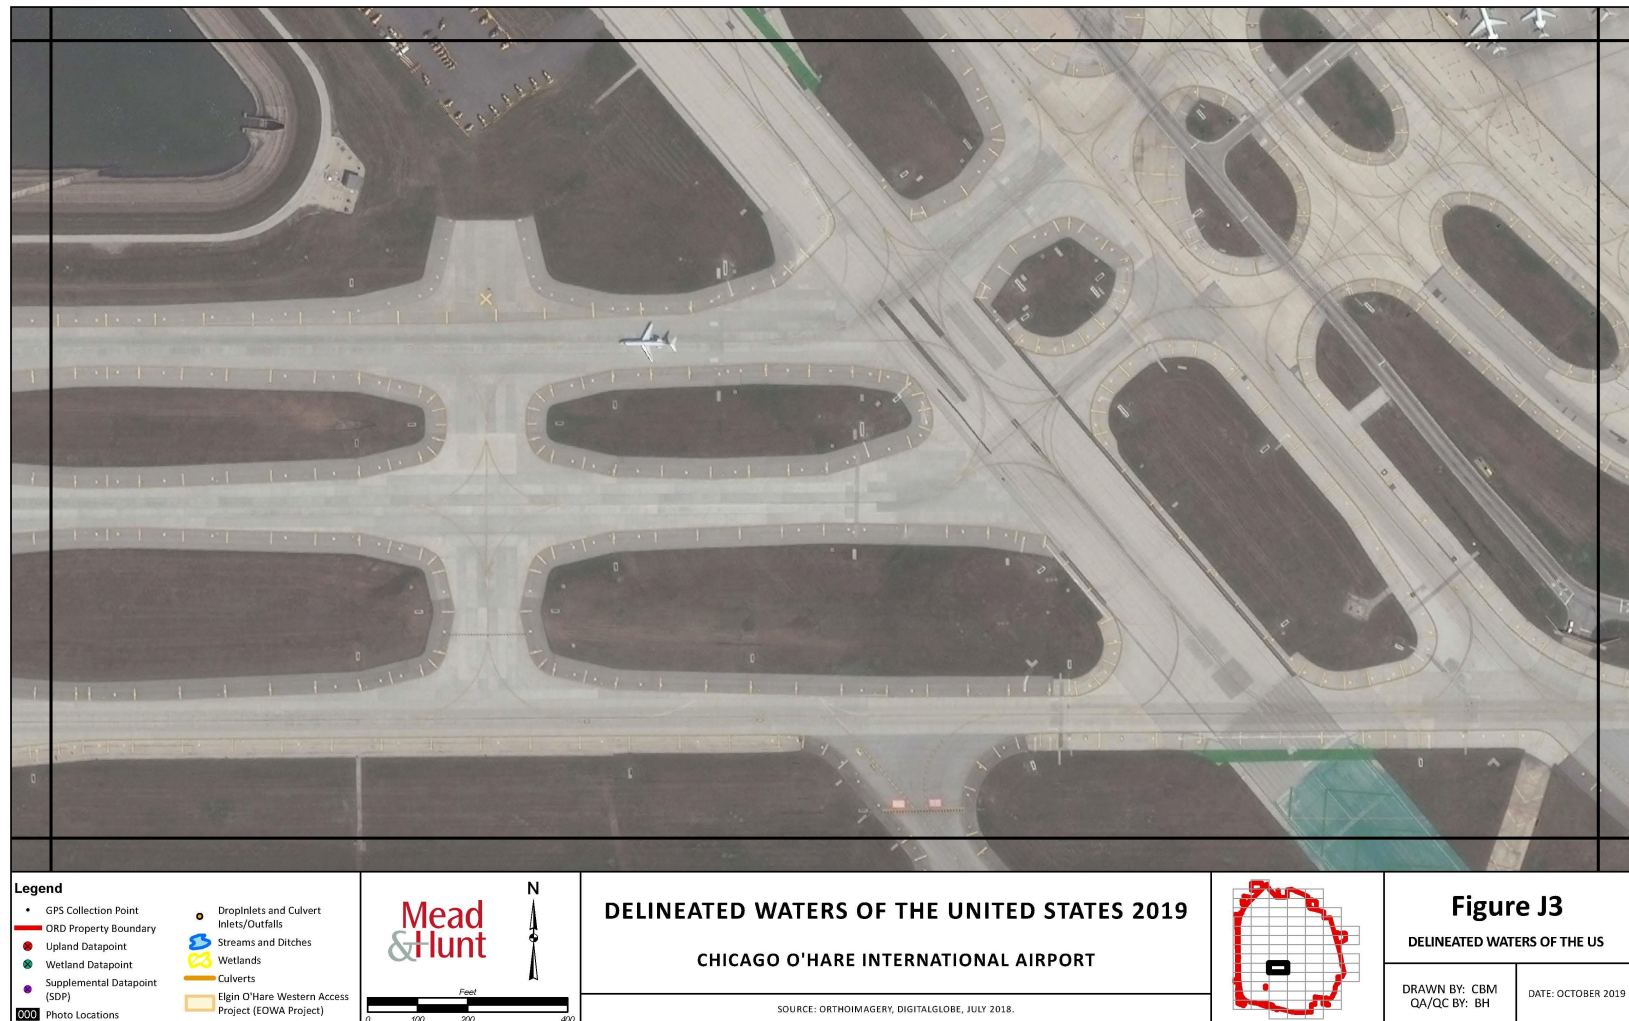 Legend
GPS Collection Point
ORD Property Boundary
Upland Datapoint
Wetland Datapoint
Supplemental Datapoint
(SDP)
000 Photo Locations
DropInlets and Culvert
Inlets/Outfalls
Streams and Ditches
Wetlands
Culverts
Elgin O'Hare Western Access
Project (EOWA Project)
Mead
&Hunt
N
Feet
0 100 200 400
DELINEATED WATERS OF THE UNITED STATES 2019
CHICAGO O'HARE INTERNATIONAL AIRPORT
SOURCE: ORTHOIMAGERY, DIGITALGLOBE, JULY 2018.
Figure J3
DELINEATED WATERS OF THE US
DRAWN BY: CBM
QA/QC BY: BH
DATE: OCTOBER 2019